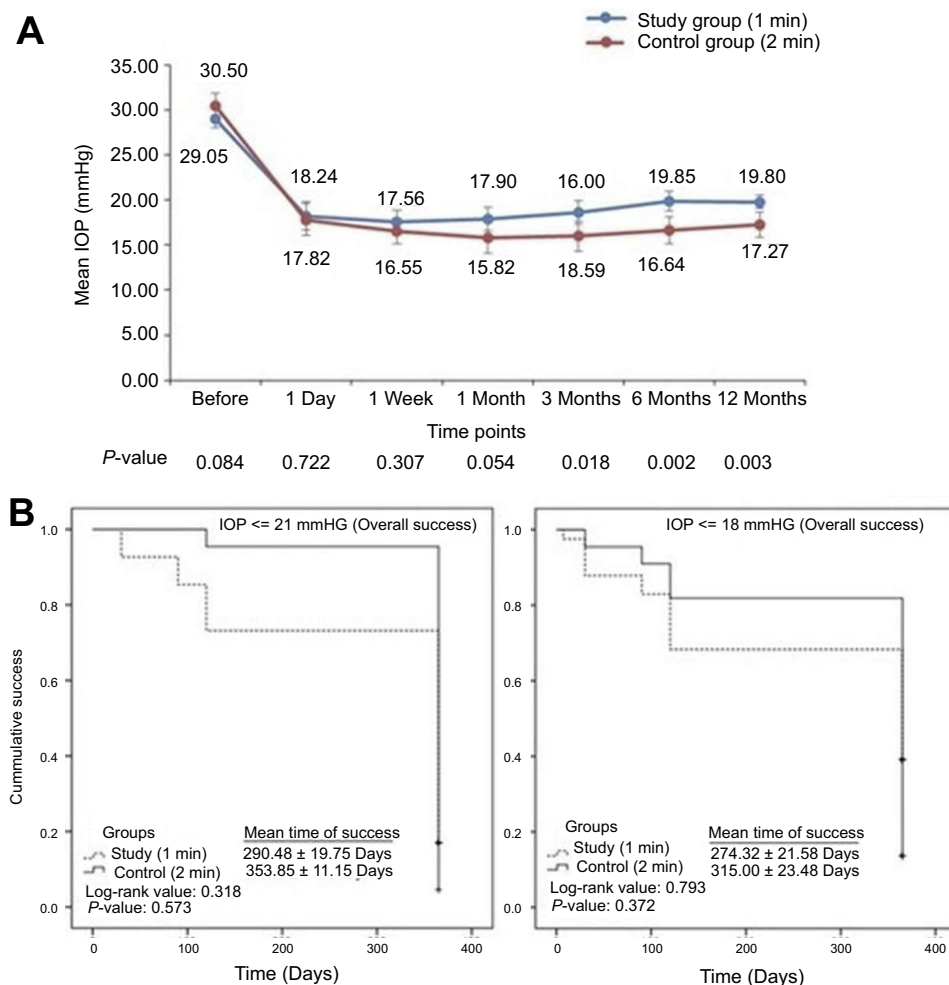 A
Study group (1 min)
Control group (2 min)
Mean IOP (mmHg)
35.00
30.00
25.00
20.00
15.00
10.00
5.00
0.00
30.50
29.05
18.24
17.56
17.90
16.00
19.85
19.80
17.82
16.55
15.82
18.59
16.64
17.27
Before 1 Day 1 Week 1 Month 3 Months 6 Months 12 Months
Time points
P-value 0.084 0.722 0.307 0.054 0.018 0.002 0.003
B
Cummulative success
IOP <= 21 mmHG (Overall success)
1.0
0.8
0.6
0.4
0.2
0.0
Groups
Study (1 min)
Control (2 min)
Log-rank value: 0.318
P-value: 0.573
Mean time of success
290.48 ± 19.75 Days
353.85 ± 11.15 Days
0 100 200 300 400
Time (Days)
IOP <= 18 mmHG (Overall success)
1.0
0.8
0.6
0.4
0.2
0.0
Groups
Study (1 min)
Control (2 min)
Log-rank value: 0.793
P-value: 0.372
Mean time of success
274.32 ± 21.58 Days
315.00 ± 23.48 Days
0 100 200 300 400
Time (Days)